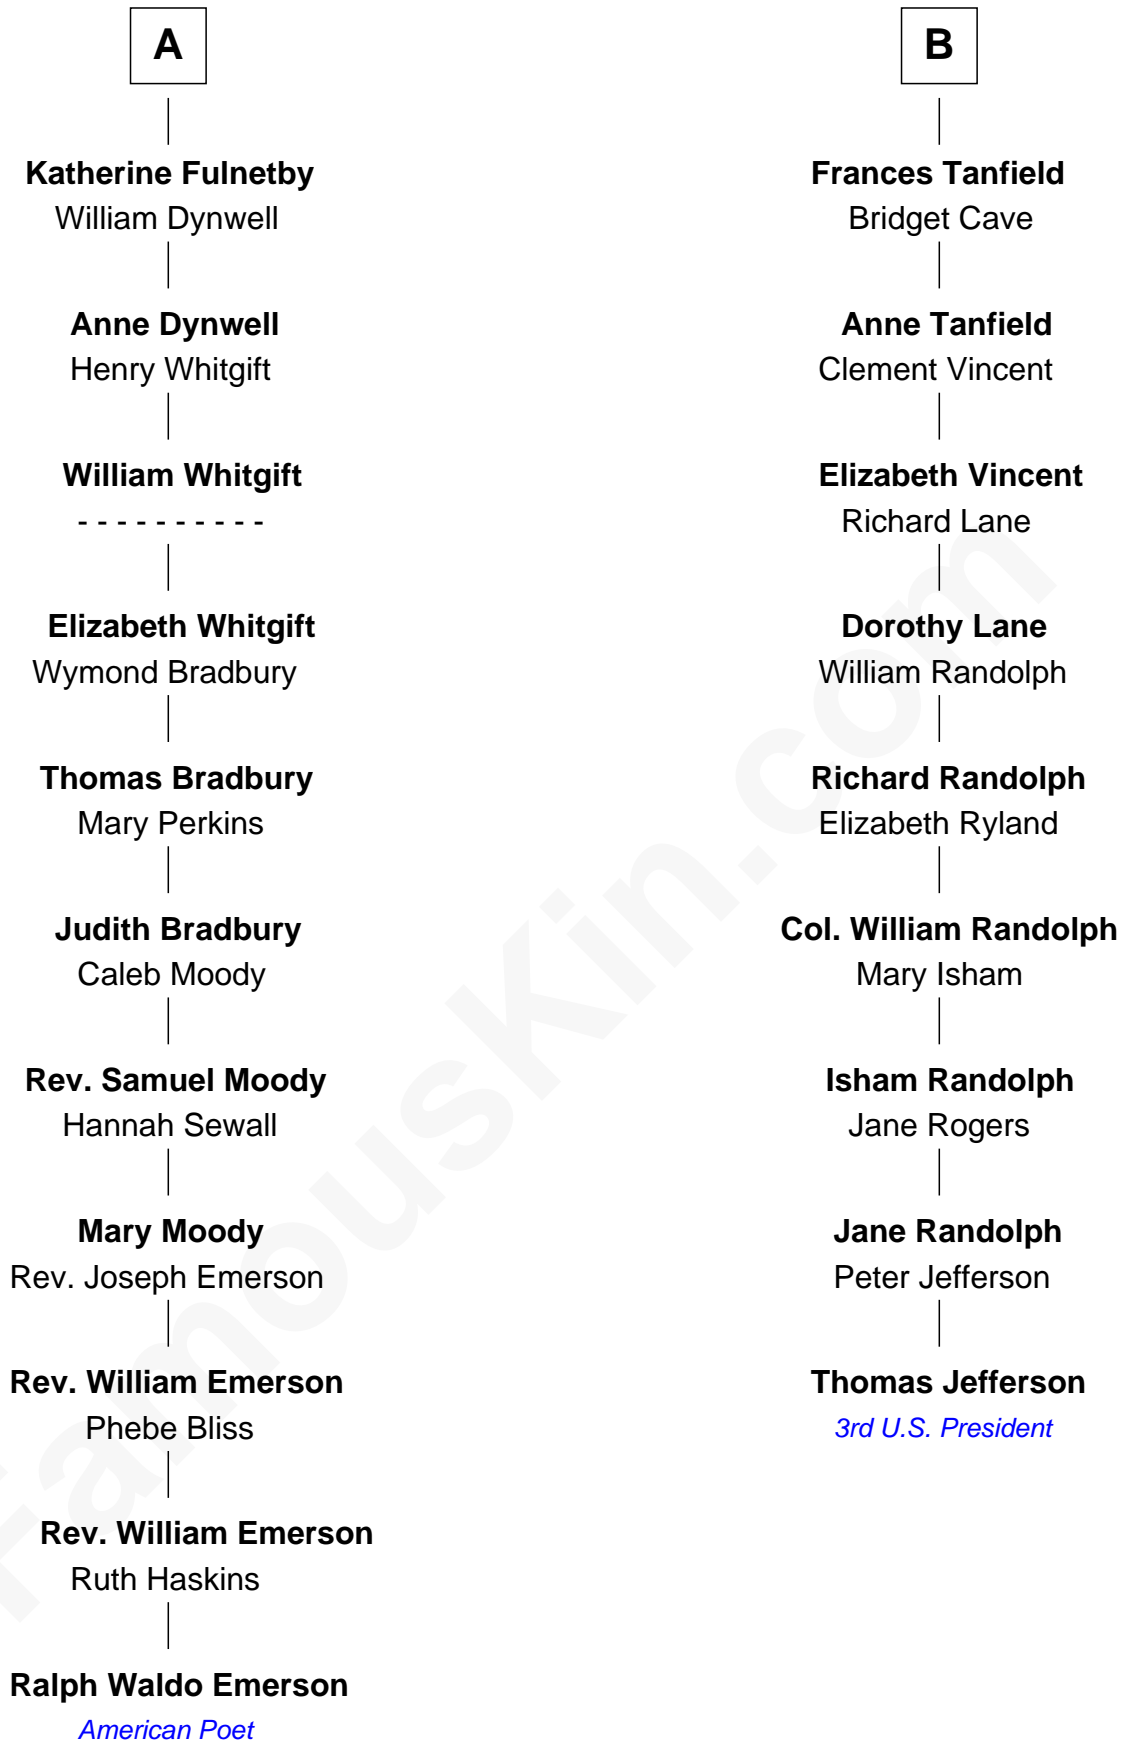 A
Katherine Fulnetby
William Dynwell
Anne Dynwell
Henry Whitgift
William Whitgift
- - - - - - - - - -
Elizabeth Whitgift
Wymond Bradbury
Thomas Bradbury
Mary Perkins
Judith Bradbury
Caleb Moody
Rev. Samuel Moody
Hannah Sewall
Mary Moody
Rev. Joseph Emerson
Rev. William Emerson
Phebe Bliss
Rev. William Emerson
Ruth Haskins
Ralph Waldo Emerson
American Poet
B
Frances Tanfield
Bridget Cave
Anne Tanfield
Clement Vincent
Elizabeth Vincent
Richard Lane
Dorothy Lane
William Randolph
Richard Randolph
Elizabeth Ryland
Col. William Randolph
Mary Isham
Isham Randolph
Jane Rogers
Jane Randolph
Peter Jefferson
Thomas Jefferson
3rd U.S. President
FamousKin.com